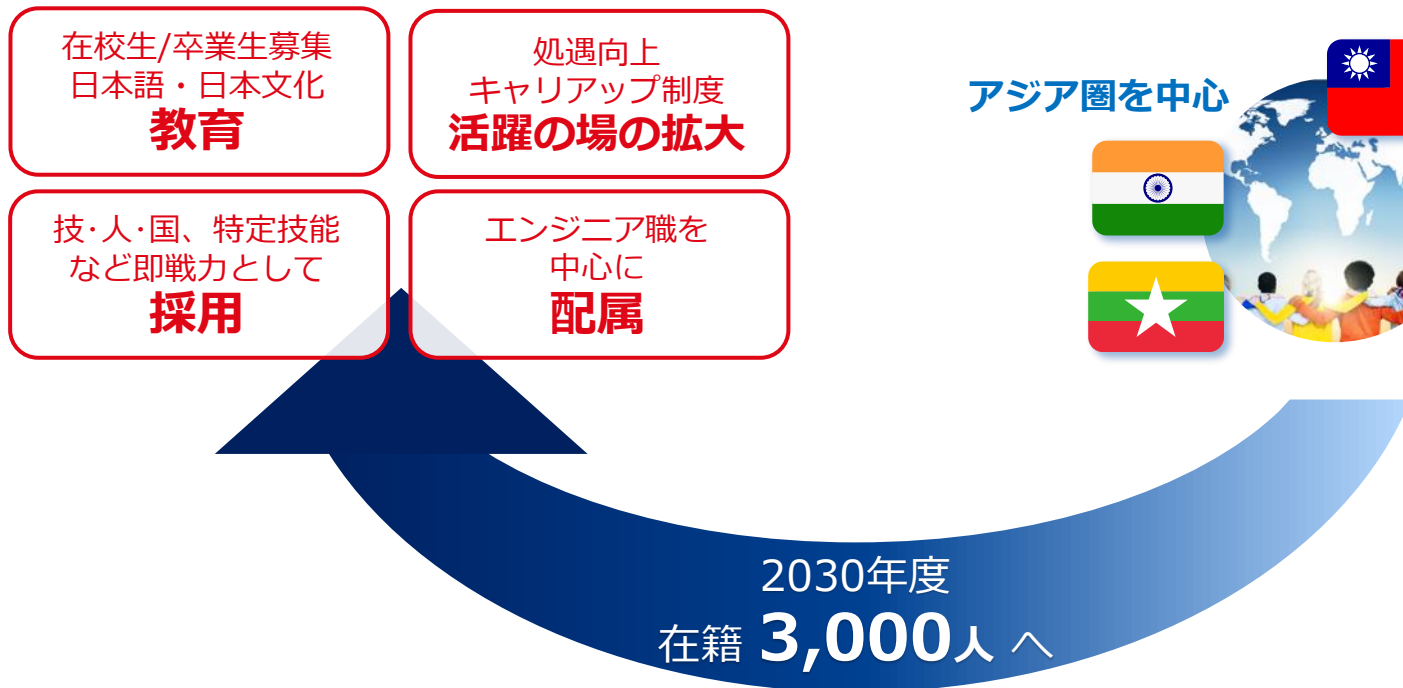 在校生/卒業生募集
日本語・日本文化
教育
処遇向上
キャリアップ制度
活躍の場の拡大
技･人･国、特定技能
など即戦力として
採用
エンジニア職を
中心に
配属
アジア圏を中心
2030年度
在籍 3,000人 へ